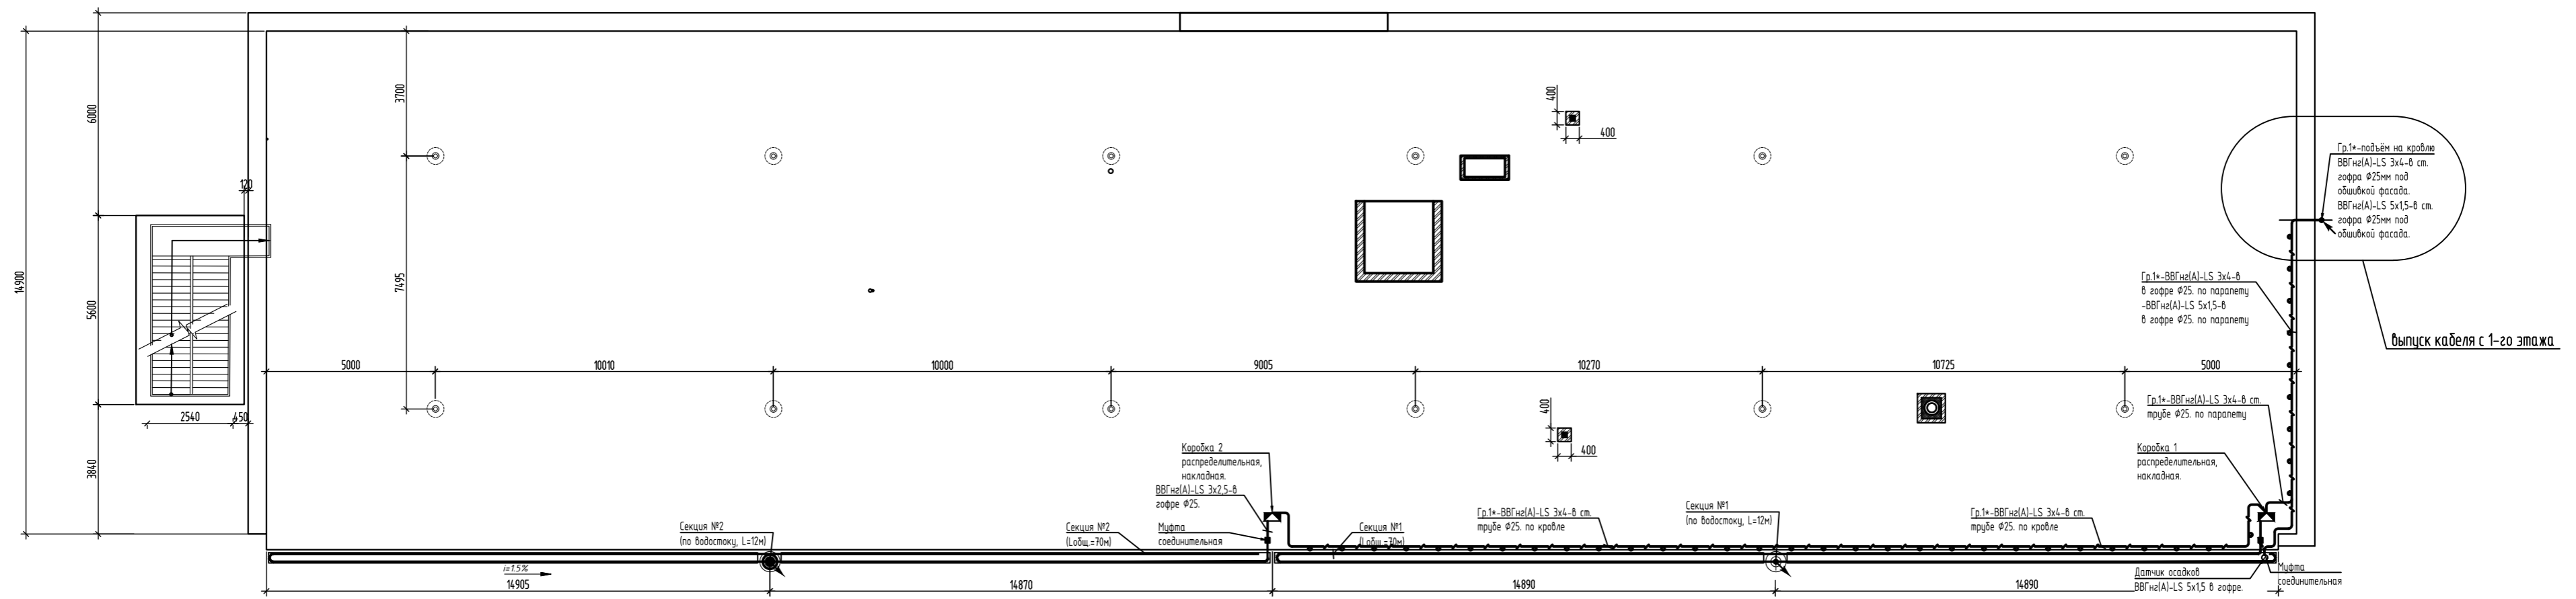 14900
6000
5600
3840
120
2540
450
3700
7495
5000
10010
10000
9005
10270
10725
5000
400
400
400
400
Гр.1*-подъём на кровлю
ВВГнг(А)-LS 3х4-в ст.
гофра Ф25мм под
обшивкой фасада.
ВВГнг(А)-LS 5х1,5-в ст.
гофра Ф25мм под
обшивкой фасада.
Гр.1*-ВВГнг(А)-LS 3х4-в
в гофре Ф25. по парапету
-ВВГнг(А)-LS 5х1,5-в
в гофре Ф25. по парапету
выпуск кабеля с 1-го этажа
Гр.1*-ВВГнг(А)-LS 3х4-в ст.
трубе Ф25. по парапету
Коробка 1
распределительная,
накладная.
Коробка 2
распределительная,
накладная.
ВВГнг(А)-LS 3х2,5-в
гофре Ф25.
Секция №2
(по водостоку, L=12м)
Секция №2
(Lобщ.=70м)
Муфта
соединительная
Секция №1
(Lобщ.=70м)
Гр.1*-ВВГнг(А)-LS 3х4-в ст.
трубе Ф25. по кровле
Секция №1
(по водостоку, L=12м)
Гр.1*-ВВГнг(А)-LS 3х4-в ст.
трубе Ф25. по кровле
Датчик осадков
ВВГнг(А)-LS 5х1,5 в гофре.
Муфта
соединительная
i=1.5%
14905
14870
14890
14890